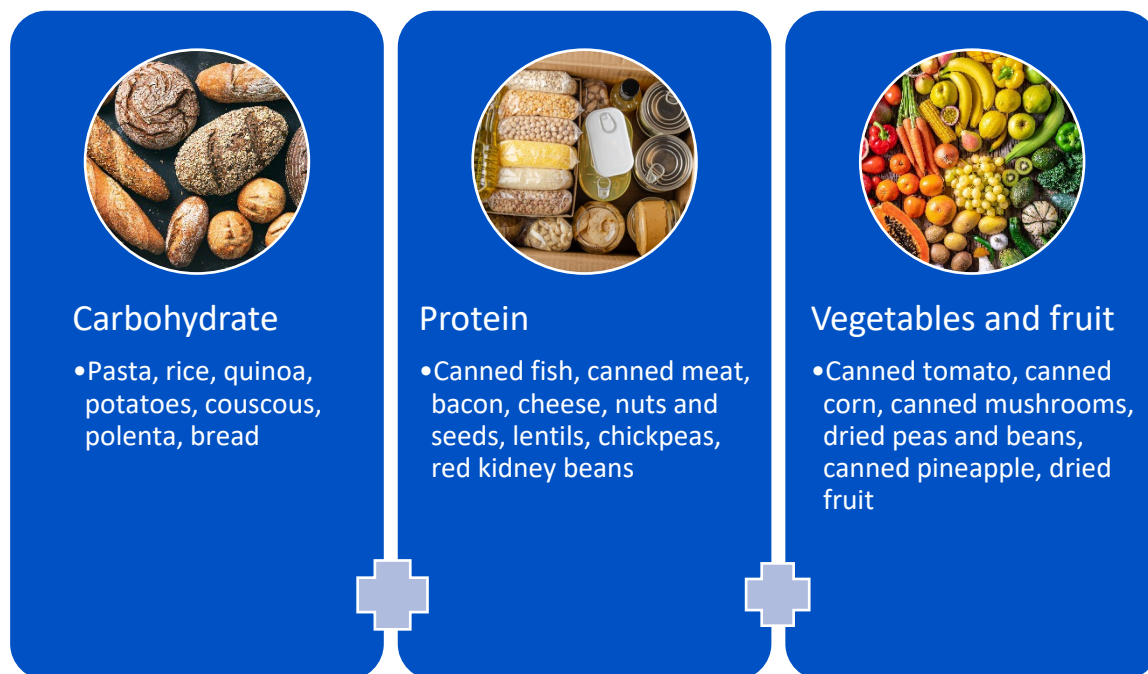 Carbohydrate
•Pasta, rice, quinoa,
potatoes, couscous,
polenta, bread
Protein
•Canned fish, canned meat,
bacon, cheese, nuts and
seeds, lentils, chickpeas,
red kidney beans
Vegetables and fruit
•Canned tomato, canned
corn, canned mushrooms,
dried peas and beans,
canned pineapple, dried
fruit